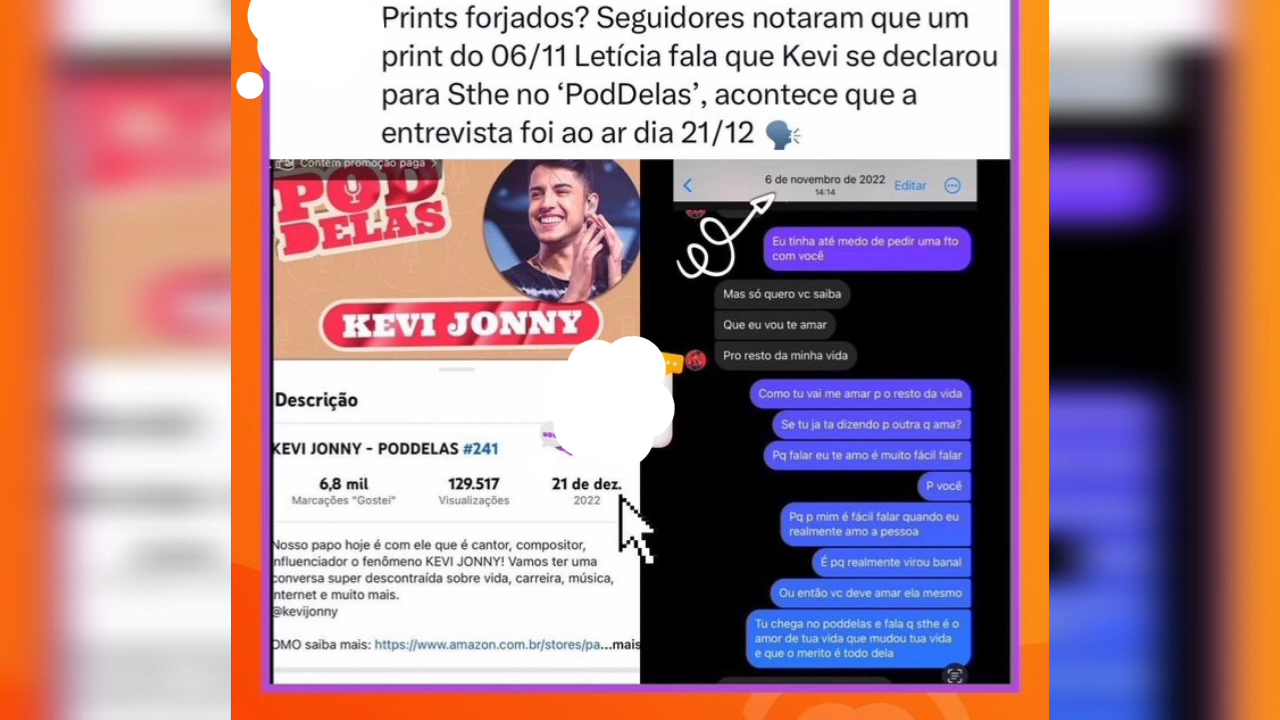 Prints forjados? Seguidores notaram que um
print do 06/11 Letícia fala que Kevi se declarou
para Sthe no ‘PodDelas’, acontece que a
entrevista foi ao ar dia 21/12
Contém promoção paga
POD
DELAS
KEVI JONNY
Descrição
KEVI JONNY - PODDELAS #241
6,8 mil 129.517 21 de dez.
Marcações "Gostei" Visualizações 2022
Nosso papo hoje é com ele que é cantor, compositor,
influenciador o fenômeno KEVI JONNY! Vamos ter uma
conversa super descontraída sobre vida, carreira, música,
internet e muito mais.
@kevijonny
OMO saiba mais: https://www.amazon.com.br/stores/pa...mais
6 de novembro de 2022
14:14
Editar
Eu tinha até medo de pedir uma fto
com você
Mas só quero vc saiba
Que eu vou te amar
Pro resto da minha vida
Como tu vai me amar p o resto da vida
Se tu ja ta dizendo p outra q ama?
Pq falar eu te amo é muito fácil falar
P você
Pq p mim é fácil falar quando eu
realmente amo a pessoa
É pq realmente virou banal
Ou então vc deve amar ela mesmo
Tu chega no poddelas e fala q sthe é o
amor de tua vida que mudou tua vida
e que o merito é todo dela